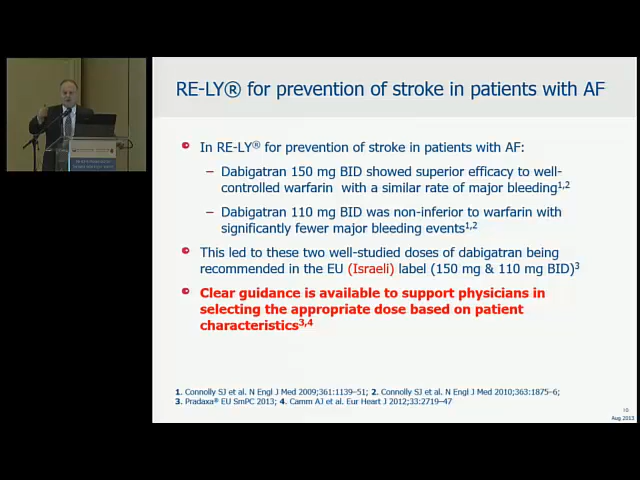 RE-LY® for prevention of stroke in patients with AF
In RE-LY® for prevention of stroke in patients with AF:
– Dabigatran 150 mg BID showed superior efficacy to well-
controlled warfarin with a similar rate of major bleeding1,2
– Dabigatran 110 mg BID was non-inferior to warfarin with
significantly fewer major bleeding events1,2
This led to these two well-studied doses of dabigatran being
recommended in the EU (Israeli) label (150 mg & 110 mg BID)3
Clear guidance is available to support physicians in
selecting the appropriate dose based on patient
characteristics3,4
1. Connolly SJ et al. N Engl J Med 2009;361:1139–51; 2. Connolly SJ et al. N Engl J Med 2010;363:1875–6;
3. Pradaxa® EU SmPC 2013; 4. Camm AJ et al. Eur Heart J 2012;33:2719–47
10
Aug 2013